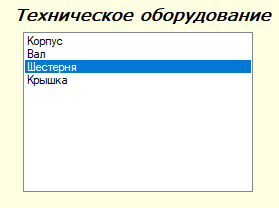 Техническое оборудование
Корпус
Вал
Шестерня
Крышка